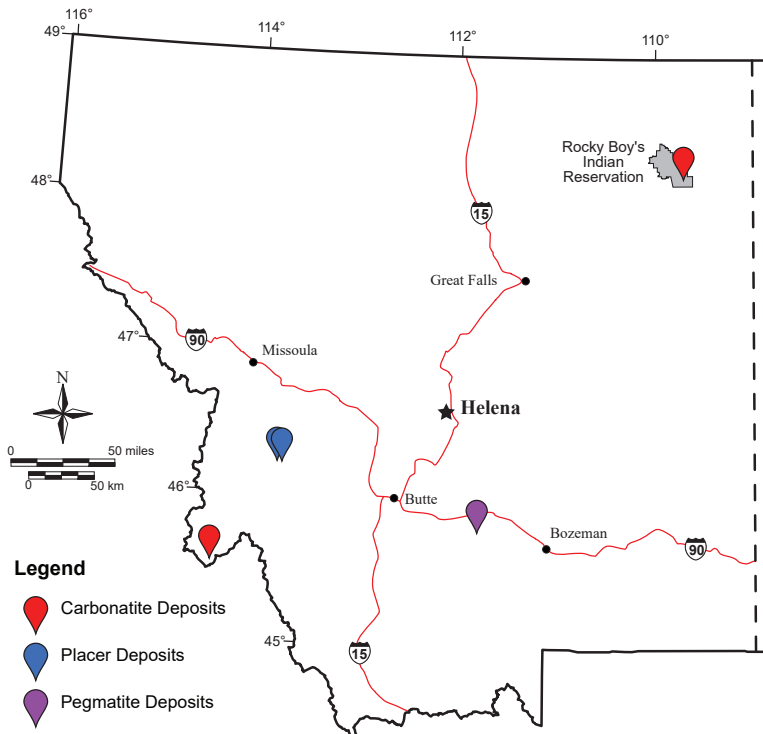 116°
49°
114°
112°
110°
Rocky Boy's
Indian
Reservation
48°
15
Great Falls
47°
90
Missoula
N
Helena
0 50 miles
0 50 km
46°
Butte
Bozeman
90
Legend
Carbonatite Deposits
45°
15
Placer Deposits
Pegmatite Deposits